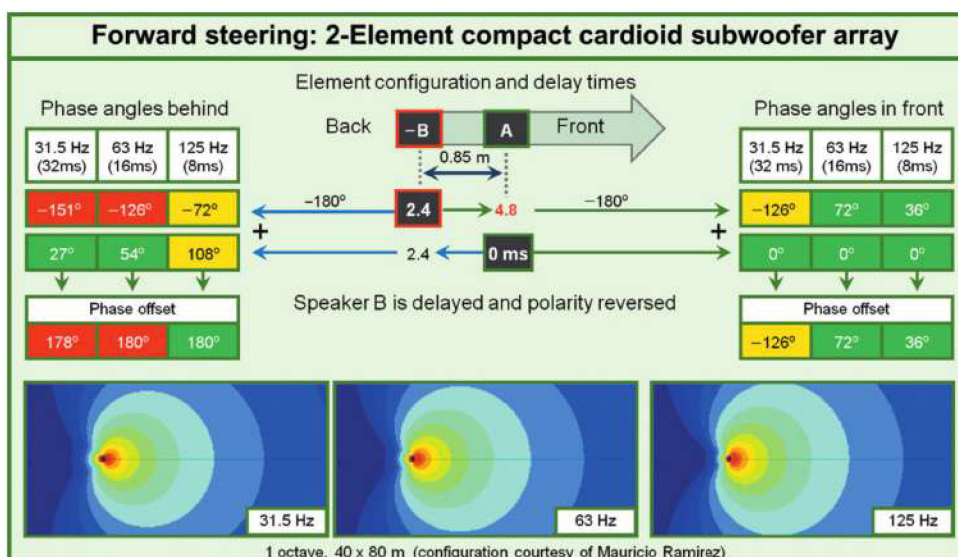 Forward steering: 2-Element compact cardioid subwoofer array
Element configuration and delay times
Phase angles behind
Phase angles in front
Back
−B
A
Front
31.5 Hz (32ms)
63 Hz (16ms)
125 Hz (8ms)
31.5 Hz (32 ms)
63 Hz (16ms)
125 Hz (8ms)
0.85 m
−151° −126° −72°
−180°
2.4
4.8
−180°
−126° 72° 36°
+
+
27° 54° 108°
2.4
0 ms
0° 0° 0°
Phase offset
Speaker B is delayed and polarity reversed
Phase offset
178° 180° 180°
−126° 72° 36°
31.5 Hz
63 Hz
125 Hz
1 octave, 40 x 80 m (configuration courtesy of Mauricio Ramirez)